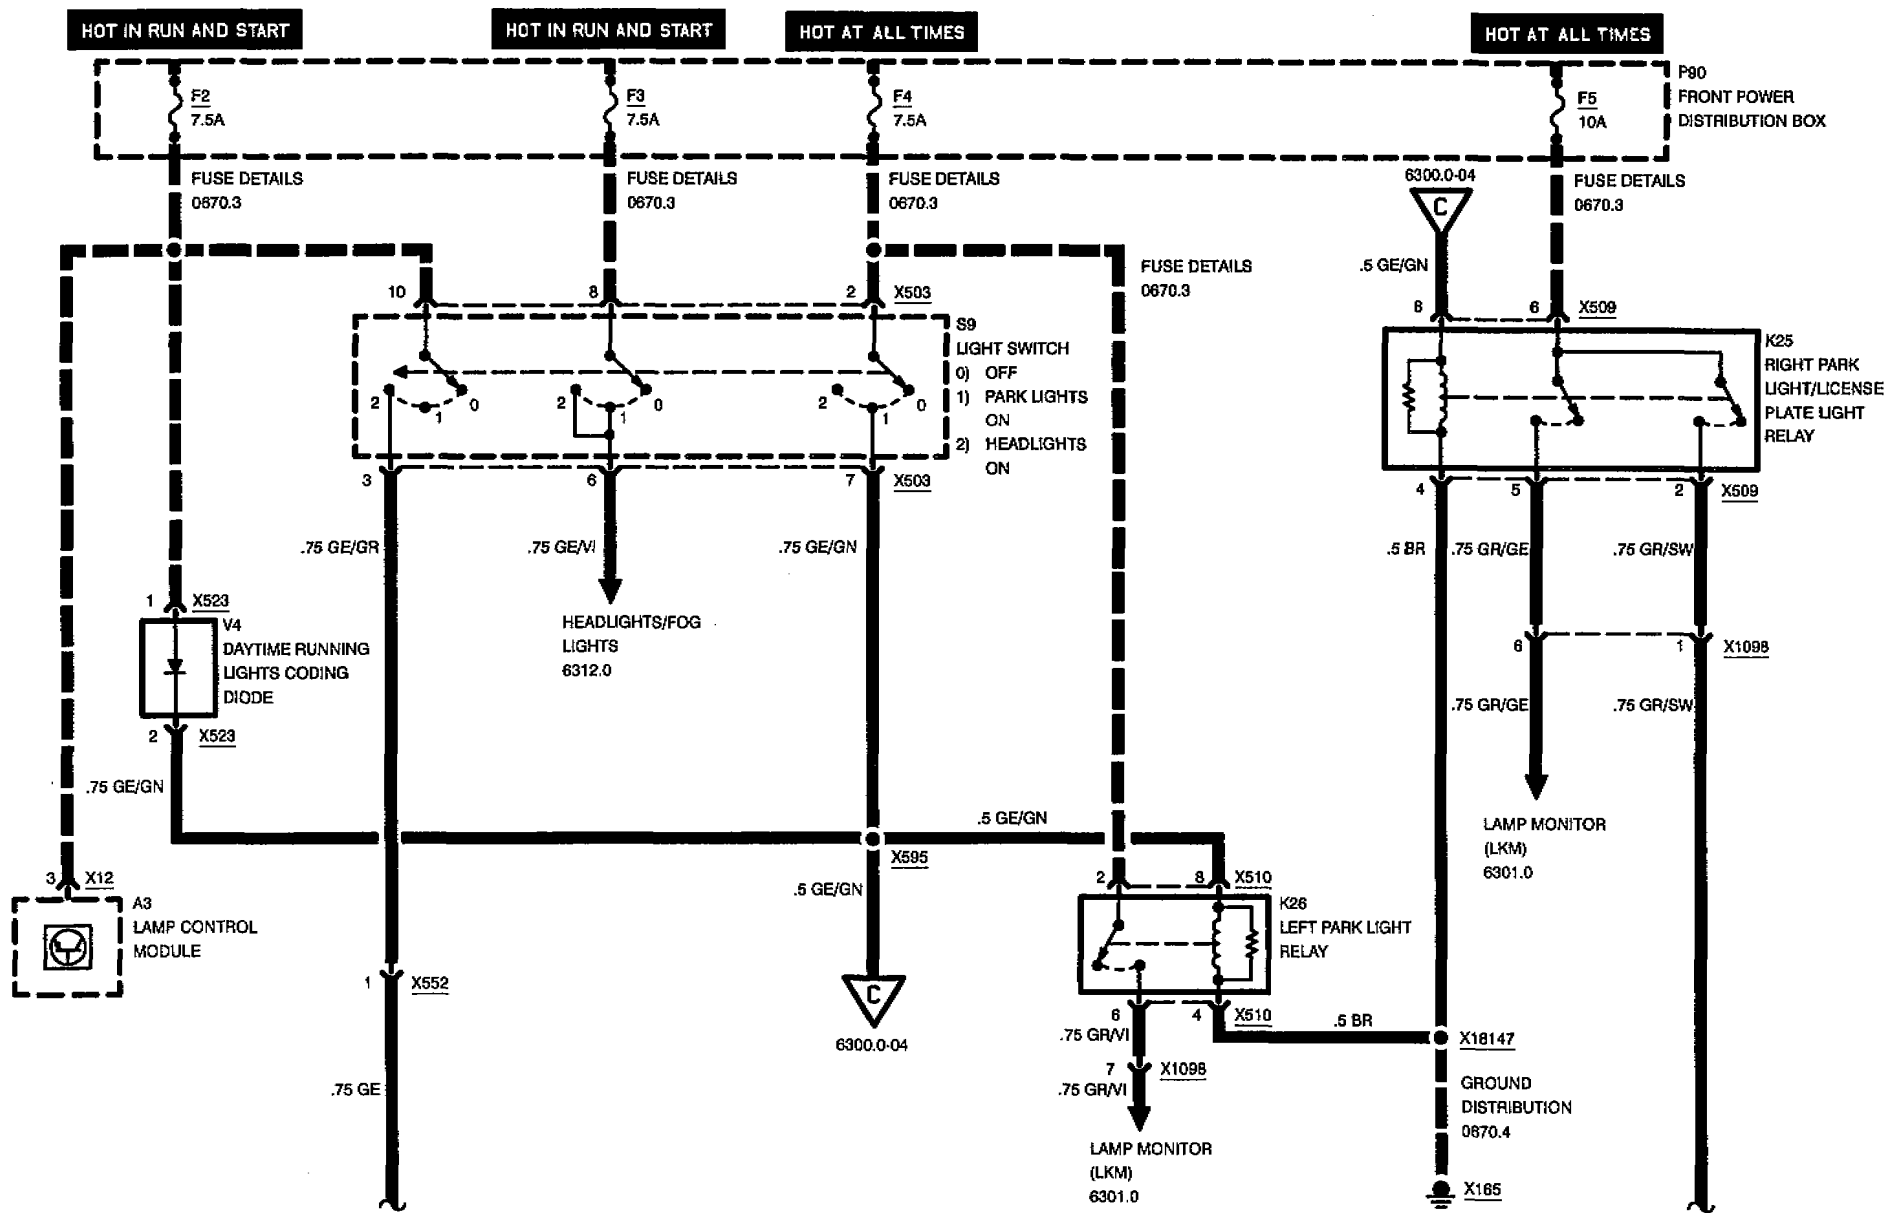 HOT IN RUN AND START
HOT IN RUN AND START
HOT AT ALL TIMES
HOT AT ALL TIMES
F2
7.5A
F3
7.5A
F4
7.5A
F5
10A
P90
FRONT POWER
DISTRIBUTION BOX
FUSE DETAILS
0670.3
FUSE DETAILS
0670.3
FUSE DETAILS
0670.3
6300.0-04
C
FUSE DETAILS
0670.3
FUSE DETAILS
0670.3
.5 GE/GN
10
8
2
X503
8
6
X509
S9
LIGHT SWITCH
0) OFF
1) PARK LIGHTS
ON
2) HEADLIGHTS
ON
2
1
0
2
1
0
2
1
0
K25
RIGHT PARK
LIGHT/LICENSE
PLATE LIGHT
RELAY
3
6
7
X503
4
5
2
X509
.75 GE/GR
.75 GE/VI
.75 GE/GN
.5 BR
.75 GR/GE
.75 GR/SW
HEADLIGHTS/FOG
LIGHTS
6312.0
1
X523
V4
DAYTIME RUNNING
LIGHTS CODING
DIODE
2
X523
6
1
X1098
.75 GR/GE
.75 GR/SW
.75 GE/GN
.5 GE/GN
X595
.5 GE/GN
LAMP MONITOR
(LKM)
6301.0
3
X12
A3
LAMP CONTROL
MODULE
2
8
X510
K26
LEFT PARK LIGHT
RELAY
1
X552
C
6300.0-04
6
4
X510
.75 GR/VI
.5 BR
X18147
7
X1098
.75 GR/VI
.75 GE
GROUND
DISTRIBUTION
0670.4
LAMP MONITOR
(LKM)
6301.0
X165